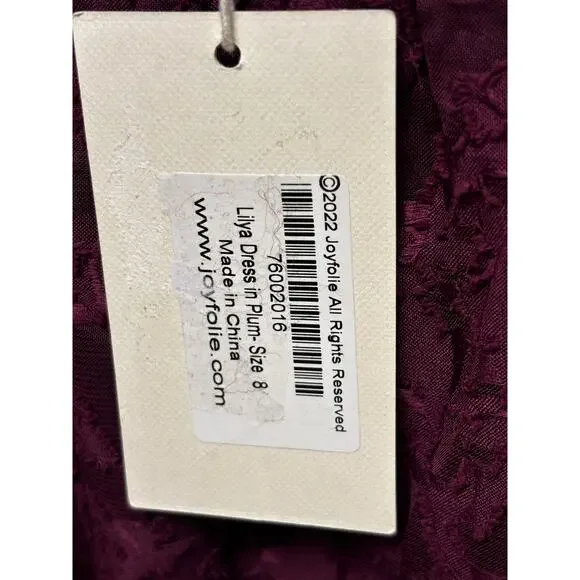 ©2022 Joyfolie All Rights Reserved
76002016
Lilya Dress in Plum- Size 8
Made in China
www.joyfolie.com